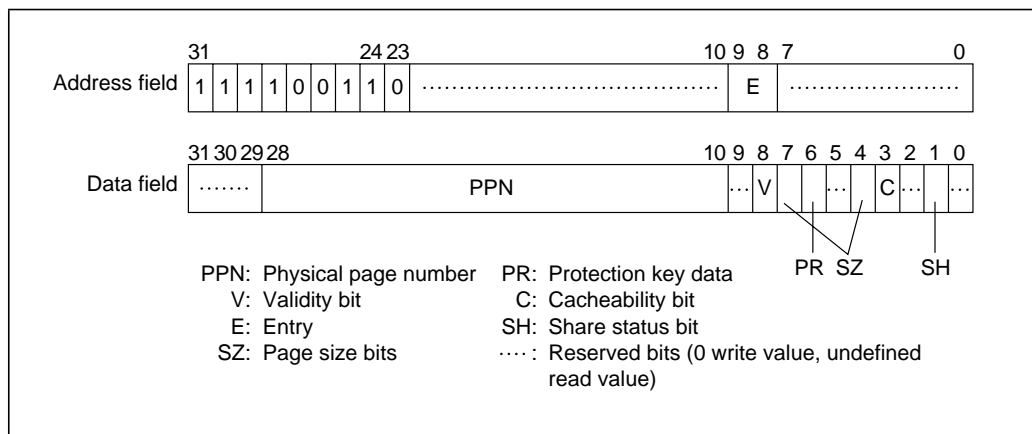 31 24 23 10 9 8 7 0
Address field 1 1 1 1 0 0 1 1 0 ........ E ........
31 30 29 28 10 9 8 7 6 5 4 3 2 1 0
Data field ....... PPN ... V ... C ... ...
PR SZ SH
PPN: Physical page number PR: Protection key data
V: Validity bit C: Cacheability bit
E: Entry SH: Share status bit
SZ: Page size bits ····: Reserved bits (0 write value, undefined
read value)